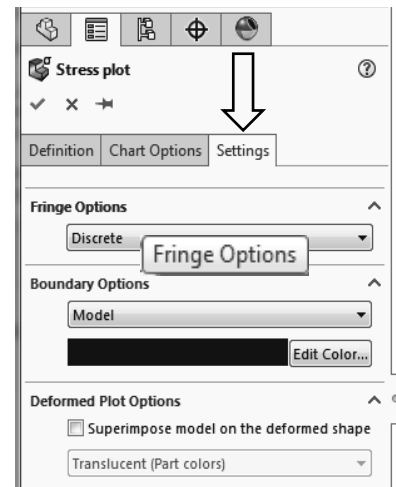 Stress plot
Definition Chart Options Settings
Fringe Options
Discrete
Fringe Options
Boundary Options
Model
Edit Color...
Deformed Plot Options
Superimpose model on the deformed shape
Translucent (Part colors)